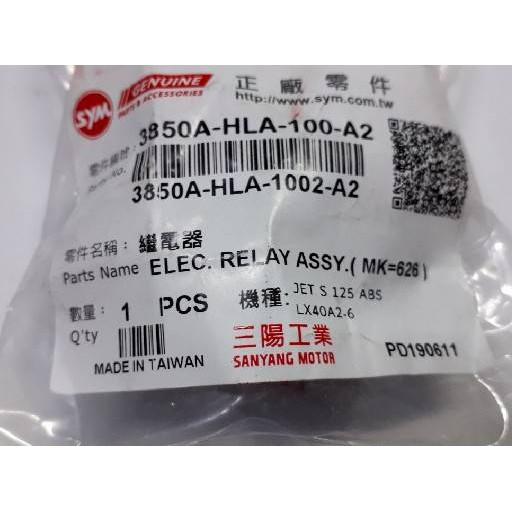 SYM
GENUINE
PARTS & ACCESSORIES
正廠零件
http://www.sym.com.tw
零件編號: 3850A-HLA-100-A2
Parts NO.
3850A-HLA-1002-A2
零件名稱: 繼電器
Parts Name ELEC. RELAY ASSY.( MK=626 )
數量: 1 PCS 機種: JET S 125 ABS
Q'ty LX40A2-6
三陽工業
SANYANG MOTOR
MADE IN TAIWAN
PD190611